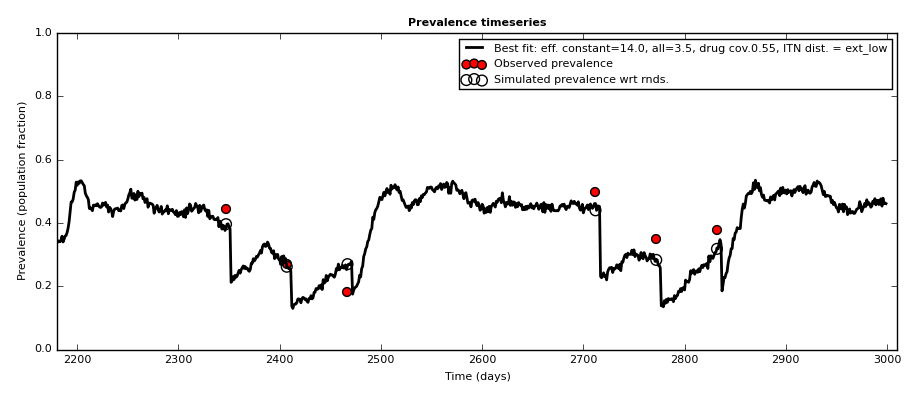 Prevalence timeseries
Best fit: eff. constant=14.0, all=3.5, drug cov.0.55, ITN dist. = ext_low
Observed prevalence
Simulated prevalence wrt rnds.
Prevalence (population fraction)
1.0
0.8
0.6
0.4
0.2
0.0
2200 2300 2400 2500 2600 2700 2800 2900 3000
Time (days)